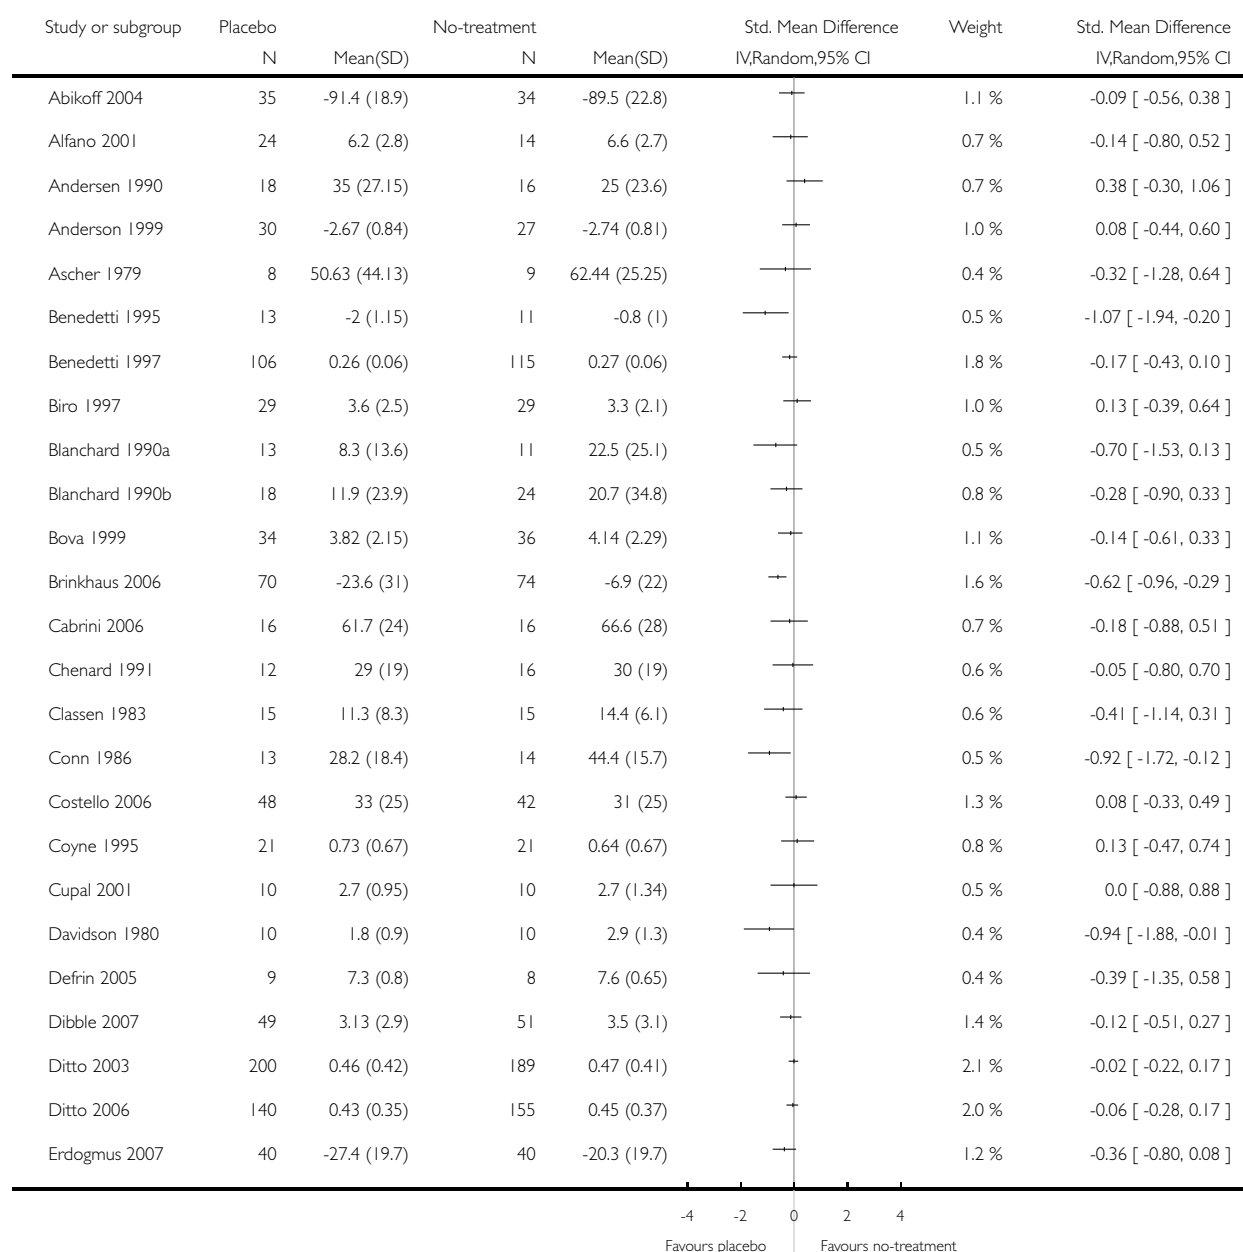 Study or subgroup Placebo No-treatment Std. Mean Difference Weight Std. Mean Difference
N Mean(SD) N Mean(SD) IV,Random,95% CI IV,Random,95% CI
Abikoff 2004 35 -91.4 (18.9) 34 -89.5 (22.8) 1.1 % -0.09 [ -0.56, 0.38 ]
Alfano 2001 24 6.2 (2.8) 14 6.6 (2.7) 0.7 % -0.14 [ -0.80, 0.52 ]
Andersen 1990 18 35 (27.15) 16 25 (23.6) 0.7 % 0.38 [ -0.30, 1.06 ]
Anderson 1999 30 -2.67 (0.84) 27 -2.74 (0.81) 1.0 % 0.08 [ -0.44, 0.60 ]
Ascher 1979 8 50.63 (44.13) 9 62.44 (25.25) 0.4 % -0.32 [ -1.28, 0.64 ]
Benedetti 1995 13 -2 (1.15) 11 -0.8 (1) 0.5 % -1.07 [ -1.94, -0.20 ]
Benedetti 1997 106 0.26 (0.06) 115 0.27 (0.06) 1.8 % -0.17 [ -0.43, 0.10 ]
Biro 1997 29 3.6 (2.5) 29 3.3 (2.1) 1.0 % 0.13 [ -0.39, 0.64 ]
Blanchard 1990a 13 8.3 (13.6) 11 22.5 (25.1) 0.5 % -0.70 [ -1.53, 0.13 ]
Blanchard 1990b 18 11.9 (23.9) 24 20.7 (34.8) 0.8 % -0.28 [ -0.90, 0.33 ]
Bova 1999 34 3.82 (2.15) 36 4.14 (2.29) 1.1 % -0.14 [ -0.61, 0.33 ]
Brinkhaus 2006 70 -23.6 (31) 74 -6.9 (22) 1.6 % -0.62 [ -0.96, -0.29 ]
Cabrini 2006 16 61.7 (24) 16 66.6 (28) 0.7 % -0.18 [ -0.88, 0.51 ]
Chenard 1991 12 29 (19) 16 30 (19) 0.6 % -0.05 [ -0.80, 0.70 ]
Classen 1983 15 11.3 (8.3) 15 14.4 (6.1) 0.6 % -0.41 [ -1.14, 0.31 ]
Conn 1986 13 28.2 (18.4) 14 44.4 (15.7) 0.5 % -0.92 [ -1.72, -0.12 ]
Costello 2006 48 33 (25) 42 31 (25) 1.3 % 0.08 [ -0.33, 0.49 ]
Coyne 1995 21 0.73 (0.67) 21 0.64 (0.67) 0.8 % 0.13 [ -0.47, 0.74 ]
Cupal 2001 10 2.7 (0.95) 10 2.7 (1.34) 0.5 % 0.0 [ -0.88, 0.88 ]
Davidson 1980 10 1.8 (0.9) 10 2.9 (1.3) 0.4 % -0.94 [ -1.88, -0.01 ]
Defrin 2005 9 7.3 (0.8) 8 7.6 (0.65) 0.4 % -0.39 [ -1.35, 0.58 ]
Dibble 2007 49 3.13 (2.9) 51 3.5 (3.1) 1.4 % -0.12 [ -0.51, 0.27 ]
Ditto 2003 200 0.46 (0.42) 189 0.47 (0.41) 2.1 % -0.02 [ -0.22, 0.17 ]
Ditto 2006 140 0.43 (0.35) 155 0.45 (0.37) 2.0 % -0.06 [ -0.28, 0.17 ]
Erdogmus 2007 40 -27.4 (19.7) 40 -20.3 (19.7) 1.2 % -0.36 [ -0.80, 0.08 ]
-4 -2 0 2 4
Favours placebo Favours no-treatment